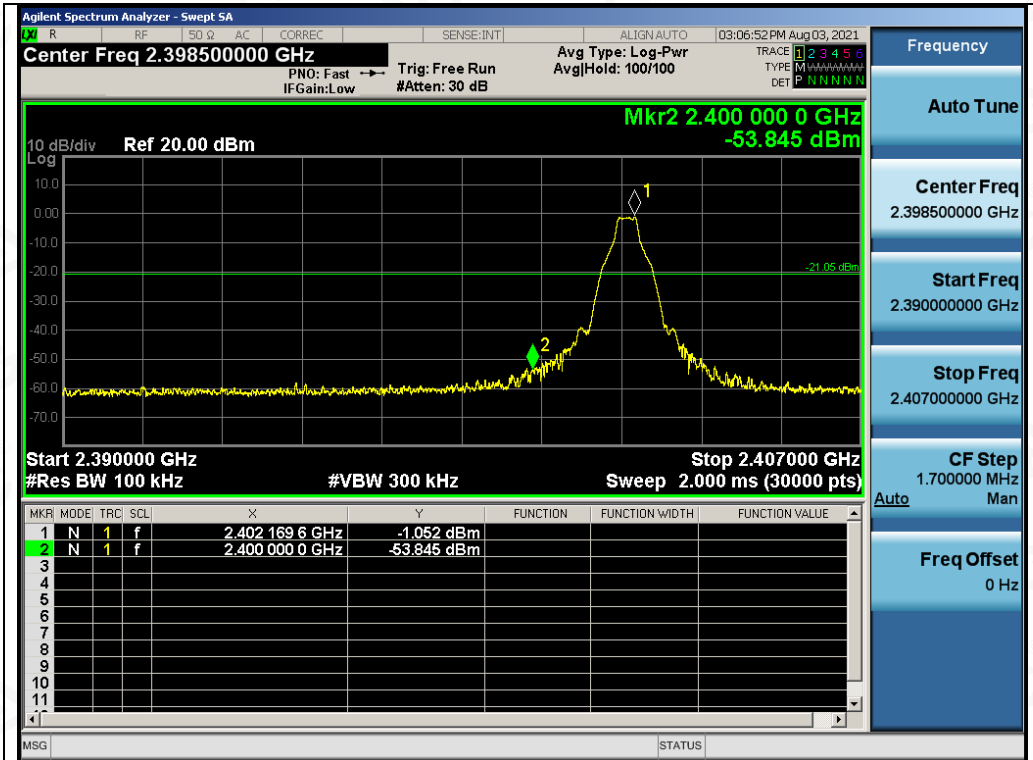 Agilent Spectrum Analyzer - Swept SA
LXI R RF 50 Ω AC CORREC SENSE:INT ALIGN AUTO 03:06:52 PM Aug 03, 2021
Center Freq 2.398500000 GHz
PNO: Fast
IFGain:Low
Trig: Free Run
#Atten: 30 dB
Avg Type: Log-Pwr
Avg|Hold: 100/100
TRACE 1 2 3 4 5 6
TYPE M W W W W W
DET P N N N N N
Mkr2 2.400 000 0 GHz
-53.845 dBm
10 dB/div Ref 20.00 dBm
Log
10.0
0.00
-10.0
-20.0
-30.0
-40.0
-50.0
-60.0
-70.0
1
-21.05 dBm
2
Start 2.390000 GHz Stop 2.407000 GHz
#Res BW 100 kHz #VBW 300 kHz Sweep 2.000 ms (30000 pts)
MKR MODE TRC SCL X Y FUNCTION FUNCTION WIDTH FUNCTION VALUE
1 N 1 f 2.402 169 6 GHz -1.052 dBm
2 N 1 f 2.400 000 0 GHz -53.845 dBm
3
4
5
6
7
8
9
10
11
MSG STATUS
Frequency
Auto Tune
Center Freq
2.398500000 GHz
Start Freq
2.390000000 GHz
Stop Freq
2.407000000 GHz
CF Step
1.700000 MHz
Auto Man
Freq Offset
0 Hz